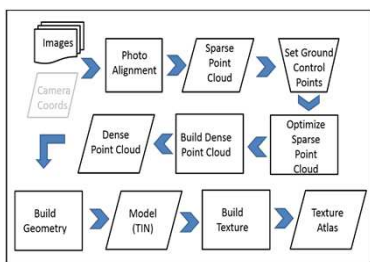 Images
Camera
Coords.
Photo
Alignment
Sparse
Point
Cloud
Set Ground
Control
Points
Dense
Point Cloud
Build Dense
Point Cloud
Optimize
Sparse
Point
Cloud
Build
Geometry
Model
(TIN)
Build
Texture
Texture
Atlas